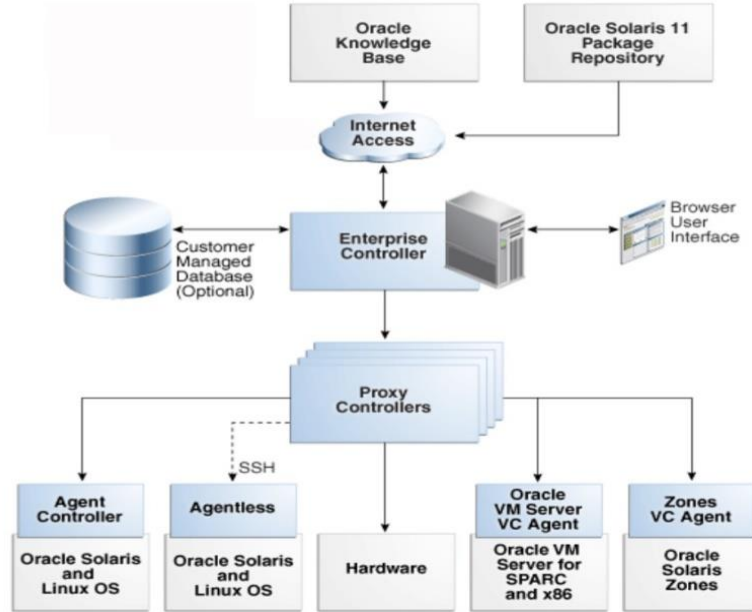 Oracle
Knowledge
Base
Oracle Solaris 11
Package
Repository
Internet
Access
Customer
Managed
Database
(Optional)
Enterprise
Controller
Browser
User
Interface
Proxy
Controllers
SSH
Agent
Controller
Oracle Solaris
and
Linux OS
Agentless
Oracle Solaris
and
Linux OS
Hardware
Oracle
VM Server
VC Agent
Oracle VM
Server for
SPARC
and x86
Zones
VC Agent
Oracle
Solaris
Zones